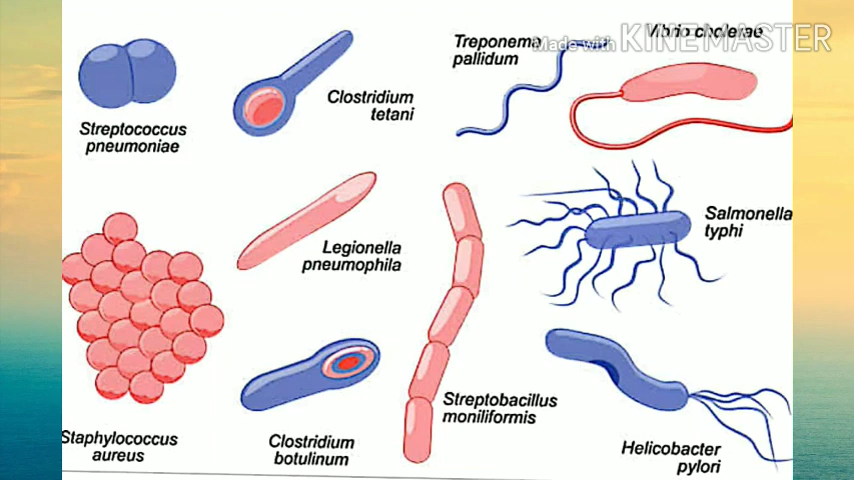 Treponema
pallidum
Vibrio cholerae
Made with KINEMASTER
Clostridium
tetani
Streptococcus
pneumoniae
Salmonella
typhi
Legionella
pneumophila
Streptobacillus
moniliformis
Staphylococcus
aureus
Clostridium
botulinum
Helicobacter
pylori